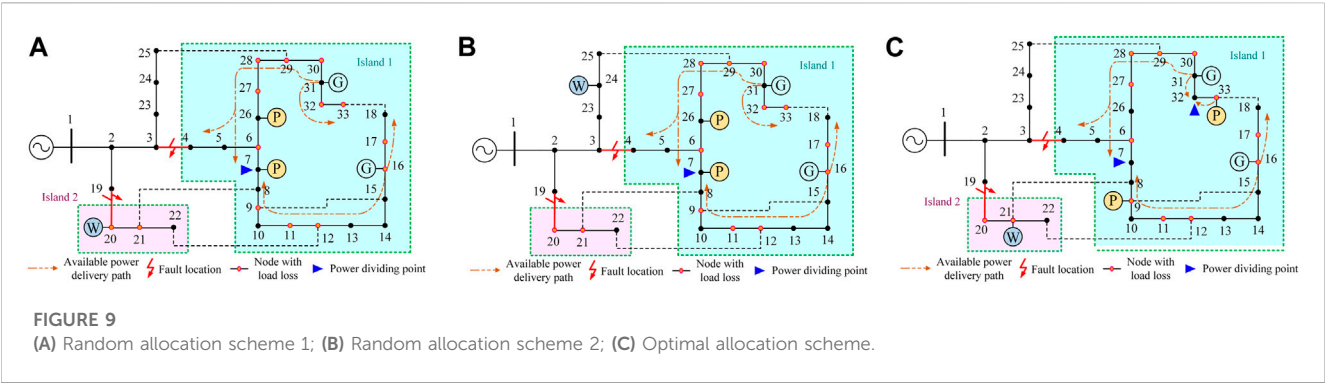 A
25
28
30
Island 1
29
G
24
31
27
32
33
23
26
P
18
1
2
3
4
5
6
17
7
G
16
19
8
15
Island 2
9
22
W
20
21
10
11
12
13
14
Available power delivery path
Fault location
Node with load loss
Power dividing point
B
25
28
30
Island 1
29
G
W
24
31
27
32
33
23
26
P
18
1
2
3
4
5
6
17
7
P
G
16
19
8
15
Island 2
9
22
20
21
10
11
12
13
14
Available power delivery path
Fault location
Node with load loss
Power dividing point
C
25
28
30
Island 1
29
G
24
31
27
32
33
P
23
26
18
1
2
3
4
5
6
17
7
G
16
19
8
15
Island 2
P
9
21
22
20
W
10
11
12
13
14
Available power delivery path
Fault location
Node with load loss
Power dividing point
FIGURE 9
(A) Random allocation scheme 1; (B) Random allocation scheme 2; (C) Optimal allocation scheme.